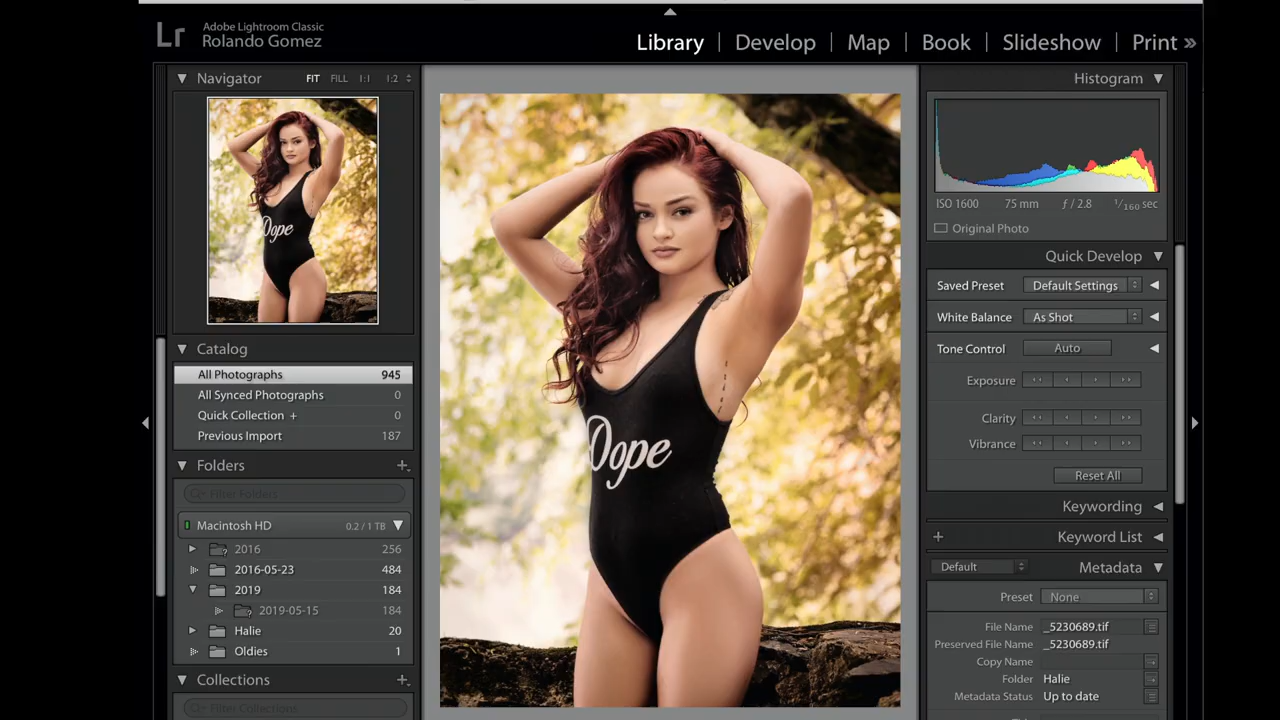 Lr
Adobe Lightroom Classic
Rolando Gomez
Library | Develop | Map | Book | Slideshow | Print »
Navigator FIT FILL 1:1 1:2
Catalog
All Photographs 945
All Synced Photographs 0
Quick Collection + 0
Previous Import 187
Folders +
Filter Folders
Macintosh HD 0.2 / 1 TB
2016 256
2016-05-23 484
2019 184
2019-05-15 184
Halie 20
Oldies 1
Collections +
Filter Collections
Dope
Histogram
ISO 1600 75 mm ƒ / 2.8 1/160 sec
Original Photo
Quick Develop
Saved Preset Default Settings
White Balance As Shot
Tone Control Auto
Exposure
Clarity
Vibrance
Reset All
Keywording
+ Keyword List
Default Metadata
Preset None
File Name _5230689.tif
Preserved File Name _5230689.tif
Copy Name
Folder Halie
Metadata Status Up to date